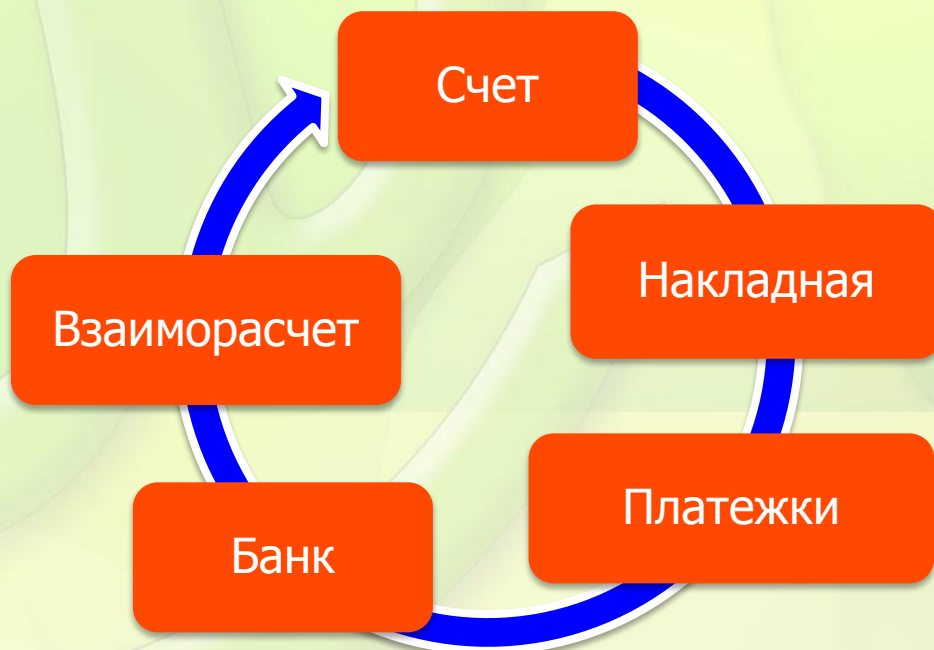 Счет
Накладная
Платежки
Банк
Взаиморасчет